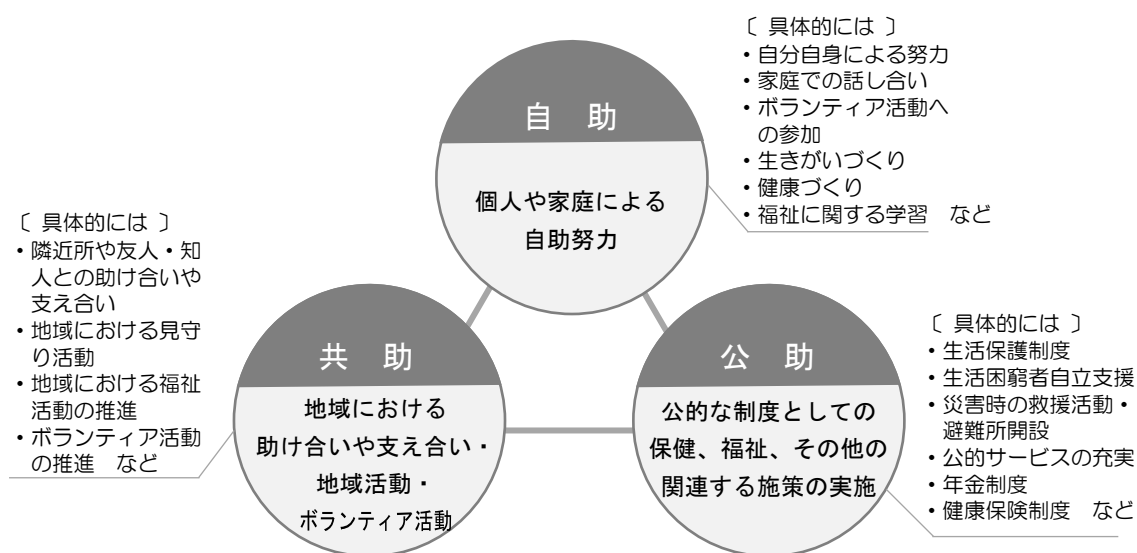 〔 具体的には 〕
・自分自身による努力
・家庭での話し合い
・ボランティア活動へ
の参加
・生きがいづくり
・健康づくり
・福祉に関する学習　など
自　助
個人や家庭による
自助努力
〔 具体的には 〕
・隣近所や友人・知
人との助け合いや
支え合い
・地域における見守
り活動
・地域における福祉
活動の推進
・ボランティア活動
の推進　など
共　助
地域における
助け合いや支え合い・
地域活動・
ボランティア活動
公　助
公的な制度としての
保健、福祉、その他の
関連する施策の実施
〔 具体的には 〕
・生活保護制度
・生活困窮者自立支援
・災害時の救援活動・
避難所開設
・公的サービスの充実
・年金制度
・健康保険制度　など